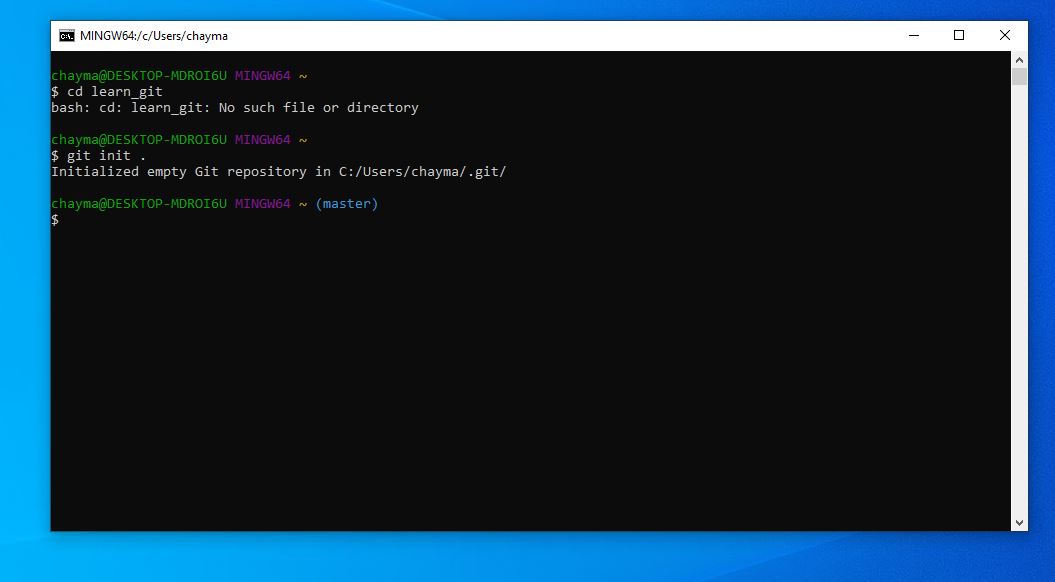 MINGW64:/c/Users/chayma
chayma@DESKTOP-MDROI6U MINGW64 ~
$ cd learn_git
bash: cd: learn_git: No such file or directory
chayma@DESKTOP-MDROI6U MINGW64 ~
$ git init .
Initialized empty Git repository in C:/Users/chayma/.git/
chayma@DESKTOP-MDROI6U MINGW64 ~ (master)
$